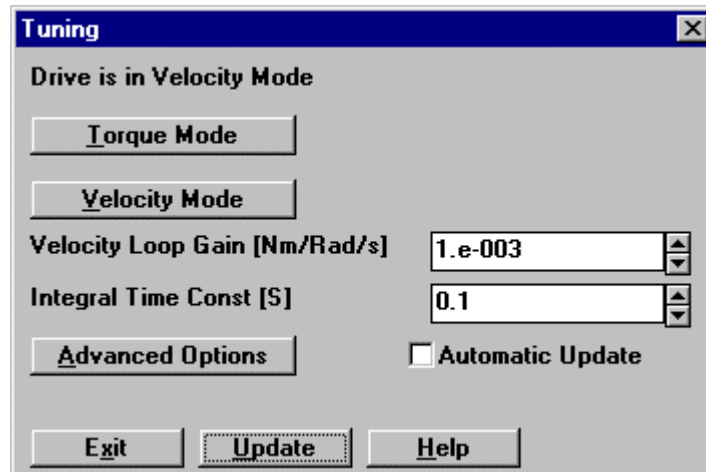 Tuning
Drive is in Velocity Mode
Torque Mode
Velocity Mode
Velocity Loop Gain [Nm/Rad/s] 1.e-003
Integral Time Const [S] 0.1
Advanced Options Automatic Update
Exit Update Help